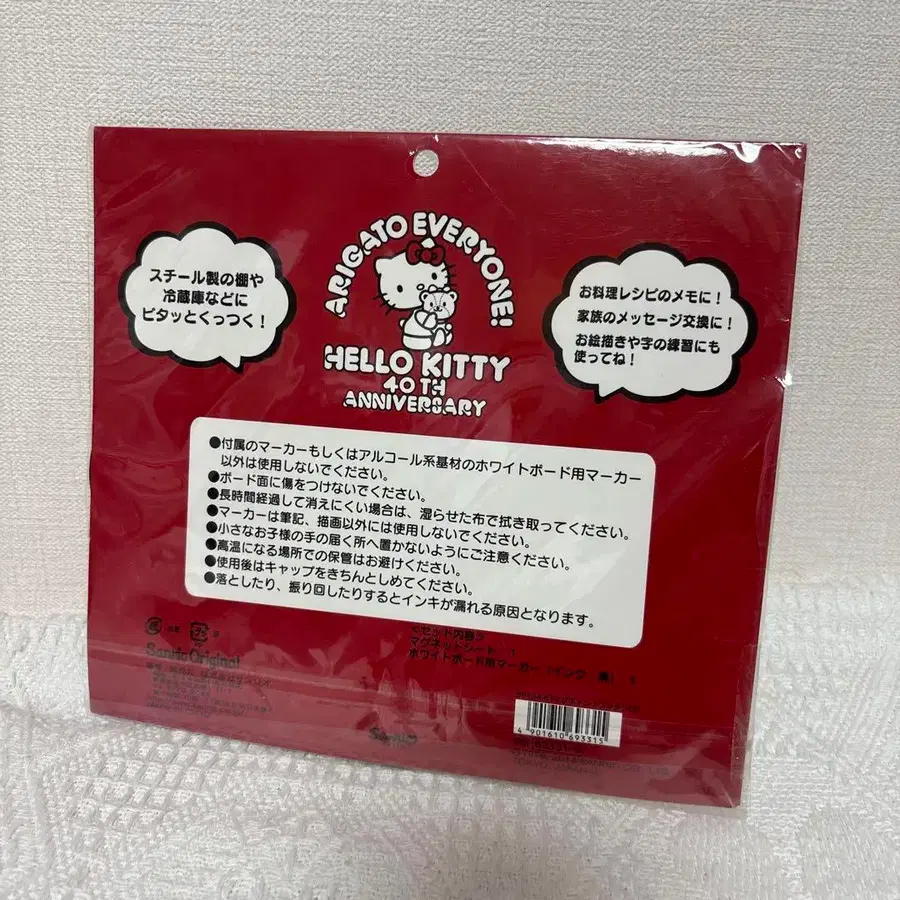 ARIGATO EVERYONE!
HELLO KITTY
40TH
ANNIVERSARY
スチール製の棚や
冷蔵庫などに
ピタッとくっつく！
お料理レシピのメモに！
家族のメッセージ交換に！
お絵描きや字の練習にも
使ってね！
●付属のマーカーもしくはアルコール系基材のホワイトボード用マーカー
以外は使用しないでください。
●ボード面に傷をつけないでください。
●長時間経過して消えにくい場合は、湿らせた布で拭き取ってください。
●マーカーは筆記、描画以外には使用しないでください。
●小さなお子様の手の届く所へ置かないようにご注意ください。
●高温になる場所での保管はお避けください。
●使用後はキャップをきちんとしめてください。
●落としたり、振り回したりするとインキが漏れる原因となります。
<セット内容>
マグネットシート 1
ホワイトボード用マーカー（インク 黒） 1
Sanrio Original
Sanrio
4 901610 693315